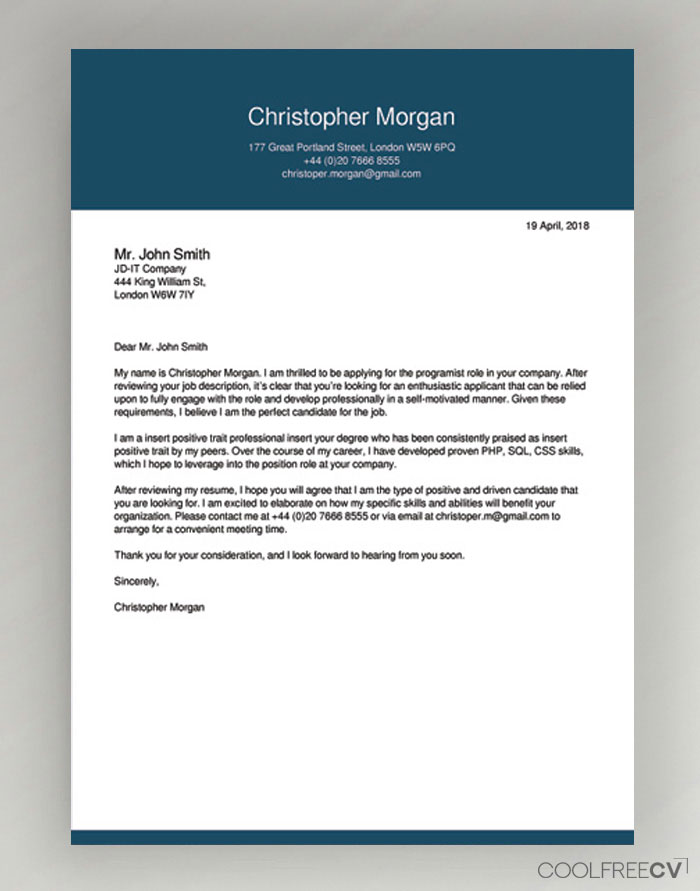 Christopher Morgan
177 Great Portland Street, London W5W 6PQ
+44 (0)20 7666 8555
christoper.morgan@gmail.com
19 April, 2018
Mr. John Smith
JD-IT Company
444 King William St,
London W6W 7IY
Dear Mr. John Smith
My name is Christopher Morgan. I am thrilled to be applying for the programist role in your company. After
reviewing your job description, it's clear that you're looking for an enthusiastic applicant that can be relied
upon to fully engage with the role and develop professionally in a self-motivated manner. Given these
requirements, I believe I am the perfect candidate for the job.
I am a insert positive trait professional insert your degree who has been consistently praised as insert
positive trait by my peers. Over the course of my career, I have developed proven PHP, SQL, CSS skills,
which I hope to leverage into the position role at your company.
After reviewing my resume, I hope you will agree that I am the type of positive and driven candidate that
you are looking for. I am excited to elaborate on how my specific skills and abilities will benefit your
organization. Please contact me at +44 (0)20 7666 8555 or via email at christoper.m@gmail.com to
arrange for a convenient meeting time.
Thank you for your consideration, and I look forward to hearing from you soon.
Sincerely,
Christopher Morgan
COOLFREECV